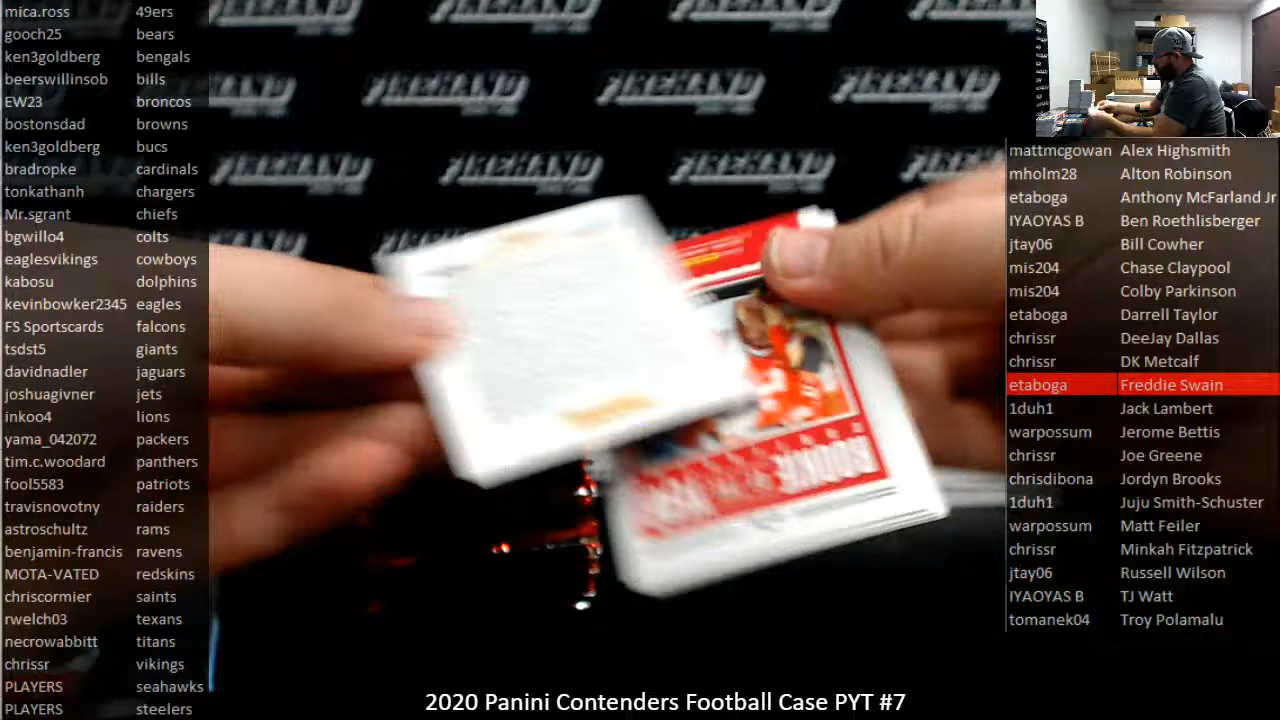 mica.ross 49ers
gooch25 bears
ken3goldberg bengals
beerswillinsob bills
EW23 broncos
bostonsdad browns
ken3goldberg bucs
bradropke cardinals
tonkathanh chargers
Mr.sgrant chiefs
bgwillo4 colts
eaglesvikings cowboys
kabosu dolphins
kevinbowker2345 eagles
FS Sportscards falcons
tsdst5 giants
davidnadler jaguars
joshuagivner jets
inkoo4 lions
yama_042072 packers
tim.c.woodard panthers
fool5583 patriots
travisnovotny raiders
astroschultz rams
benjamin-francis ravens
MOTA-VATED redskins
chriscormier saints
rwelch03 texans
necrowabbitt titans
chrissr vikings
PLAYERS seahawks
PLAYERS steelers
FIREHAND FIREHAND FIREHAND
FIREHAND FIREHAND
mattmcgowan Alex Highsmith
mholm28 Alton Robinson
etaboga Anthony McFarland Jr
IYAOYAS B Ben Roethlisberger
jtay06 Bill Cowher
mis204 Chase Claypool
mis204 Colby Parkinson
etaboga Darrell Taylor
chrissr DeeJay Dallas
chrissr DK Metcalf
etaboga Freddie Swain
1duh1 Jack Lambert
warpossum Jerome Bettis
chrissr Joe Greene
chrisdibona Jordyn Brooks
1duh1 Juju Smith-Schuster
warpossum Matt Feiler
chrissr Minkah Fitzpatrick
jtay06 Russell Wilson
IYAOYAS B TJ Watt
tomanek04 Troy Polamalu
2020 Panini Contenders Football Case PYT #7